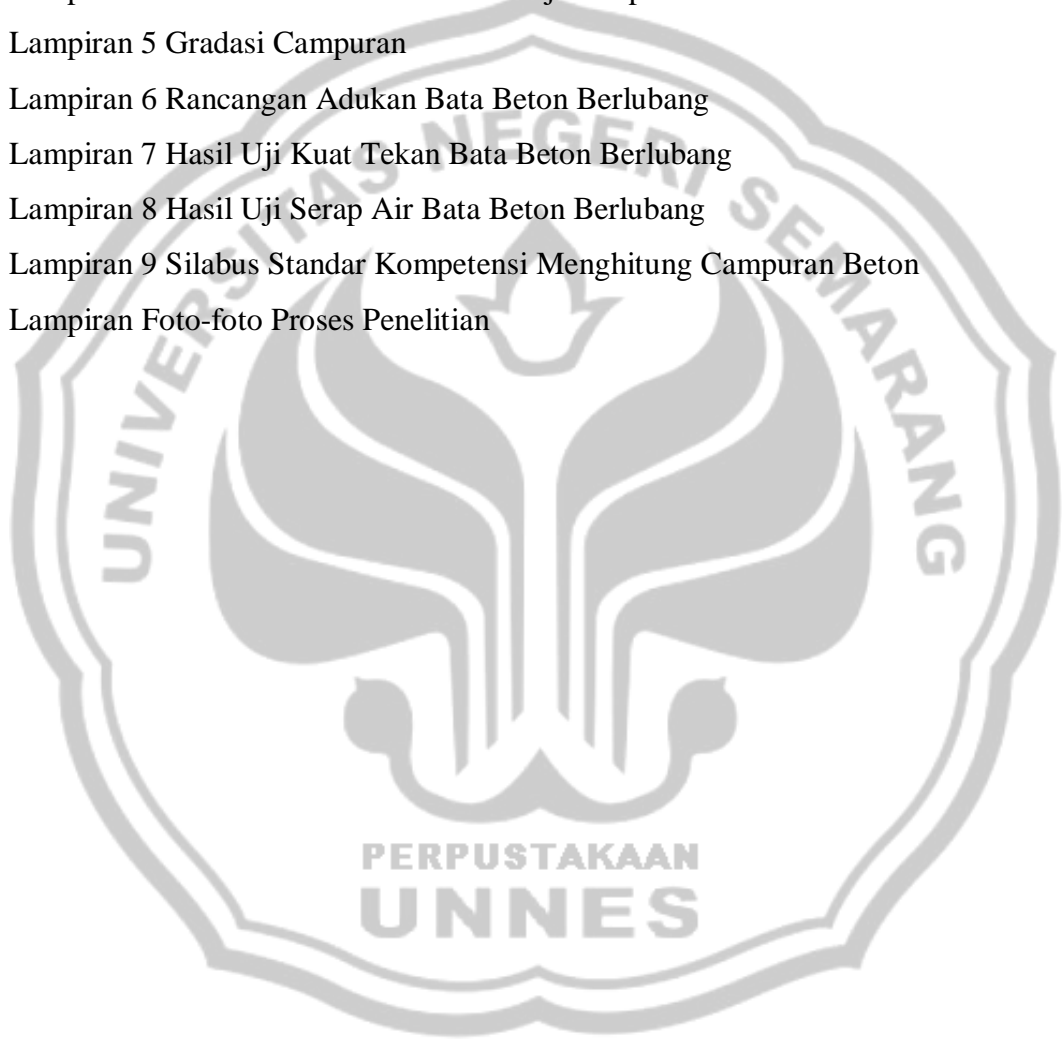 Lampiran 5 Gradasi Campuran
Lampiran 6 Rancangan Adukan Bata Beton Berlubang
Lampiran 7 Hasil Uji Kuat Tekan Bata Beton Berlubang
Lampiran 8 Hasil Uji Serap Air Bata Beton Berlubang
Lampiran 9 Silabus Standar Kompetensi Menghitung Campuran Beton
Lampiran Foto-foto Proses Penelitian
UNIVERSITAS NEGERI SEMARANG
PERPUSTAKAAN
UNNES